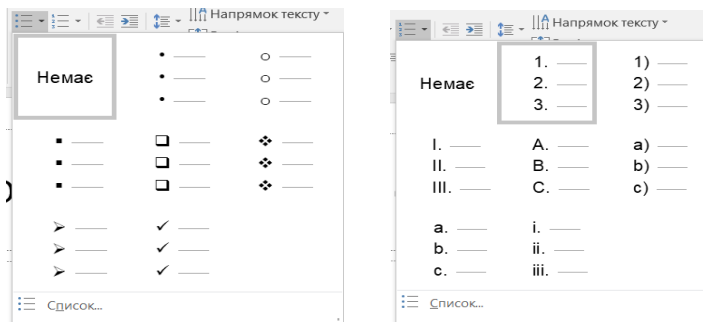 Напрямок тексту
Немає
Список...
Напрямок тексту
Немає
1.
2.
3.
1)
2)
3)
I.
II.
III.
A.
B.
C.
a)
b)
c)
a.
b.
c.
i.
ii.
iii.
Список...